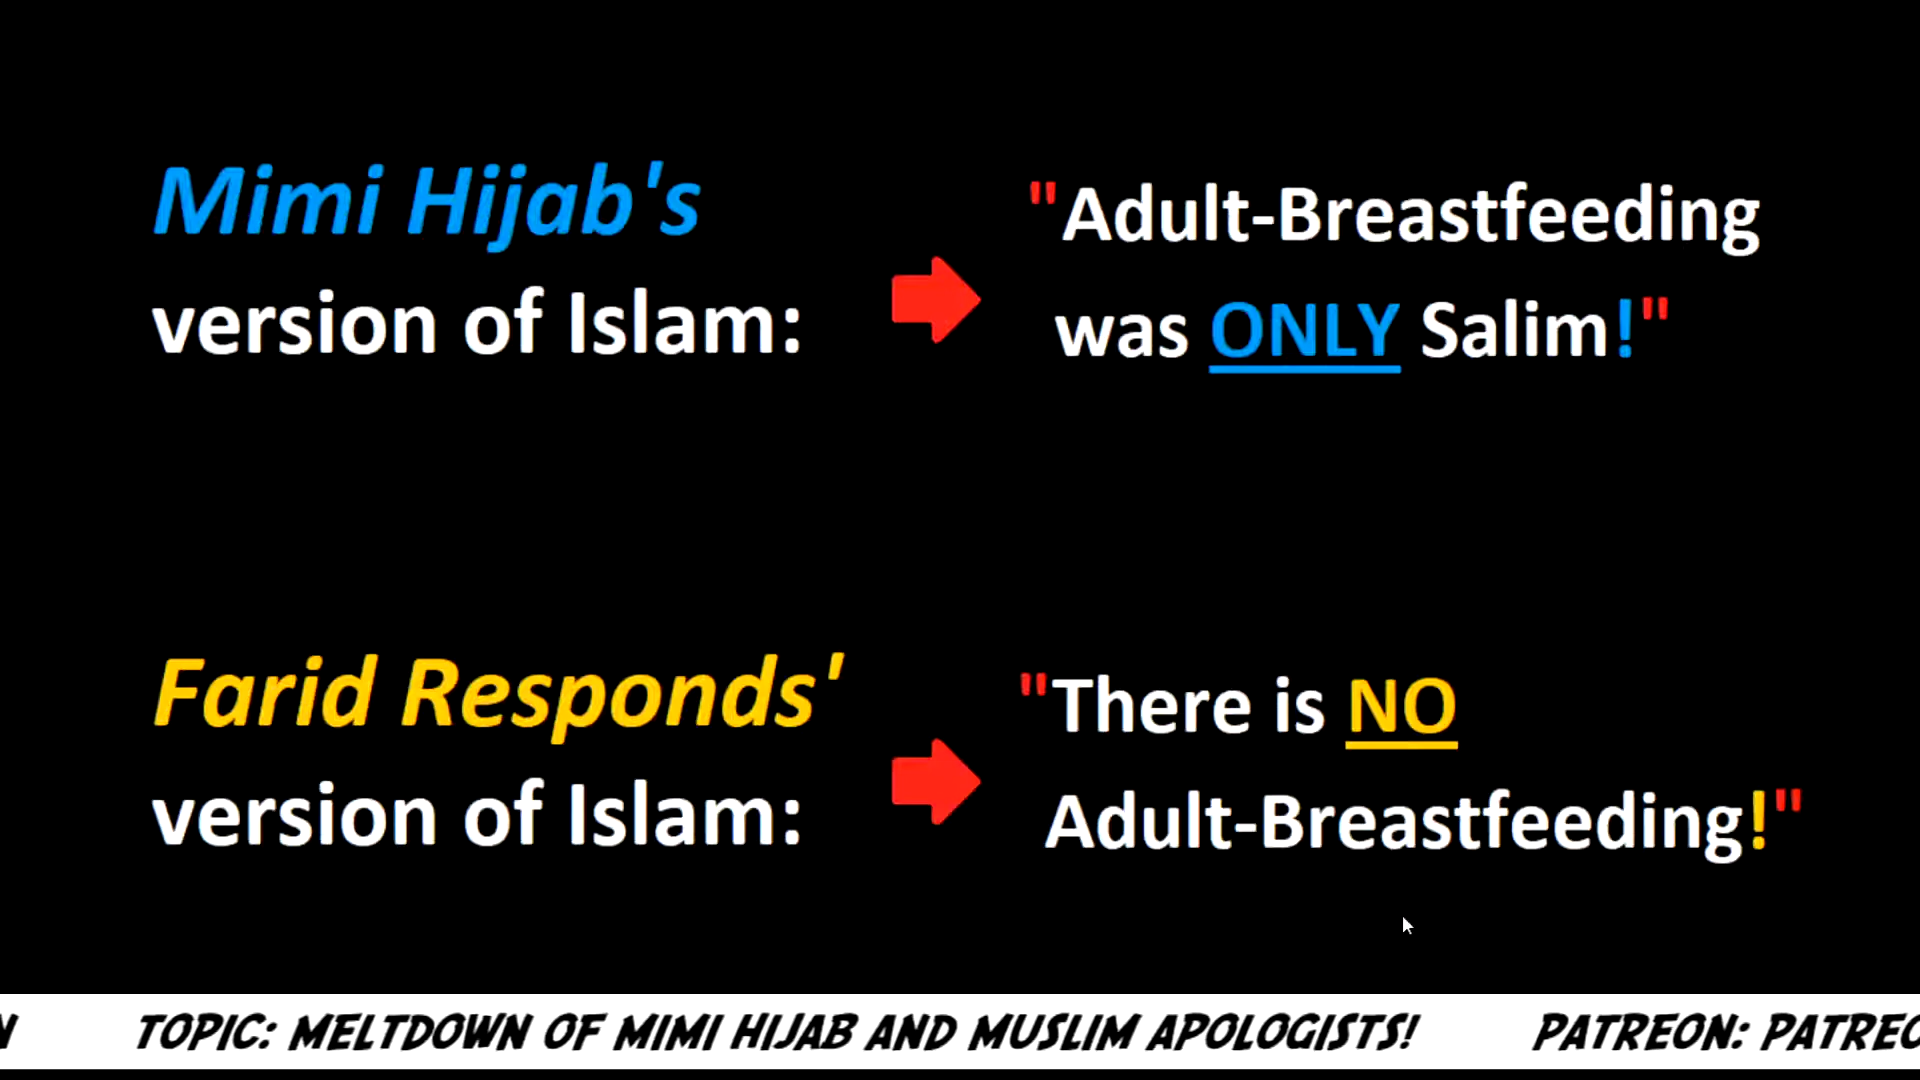 Mimi Hijab's
version of Islam:
"Adult-Breastfeeding
was ONLY Salim!"
Farid Responds'
version of Islam:
"There is NO
Adult-Breastfeeding!"
N TOPIC: MELTDOWN OF MIMI HIJAB AND MUSLIM APOLOGISTS! PATREON: PATREO